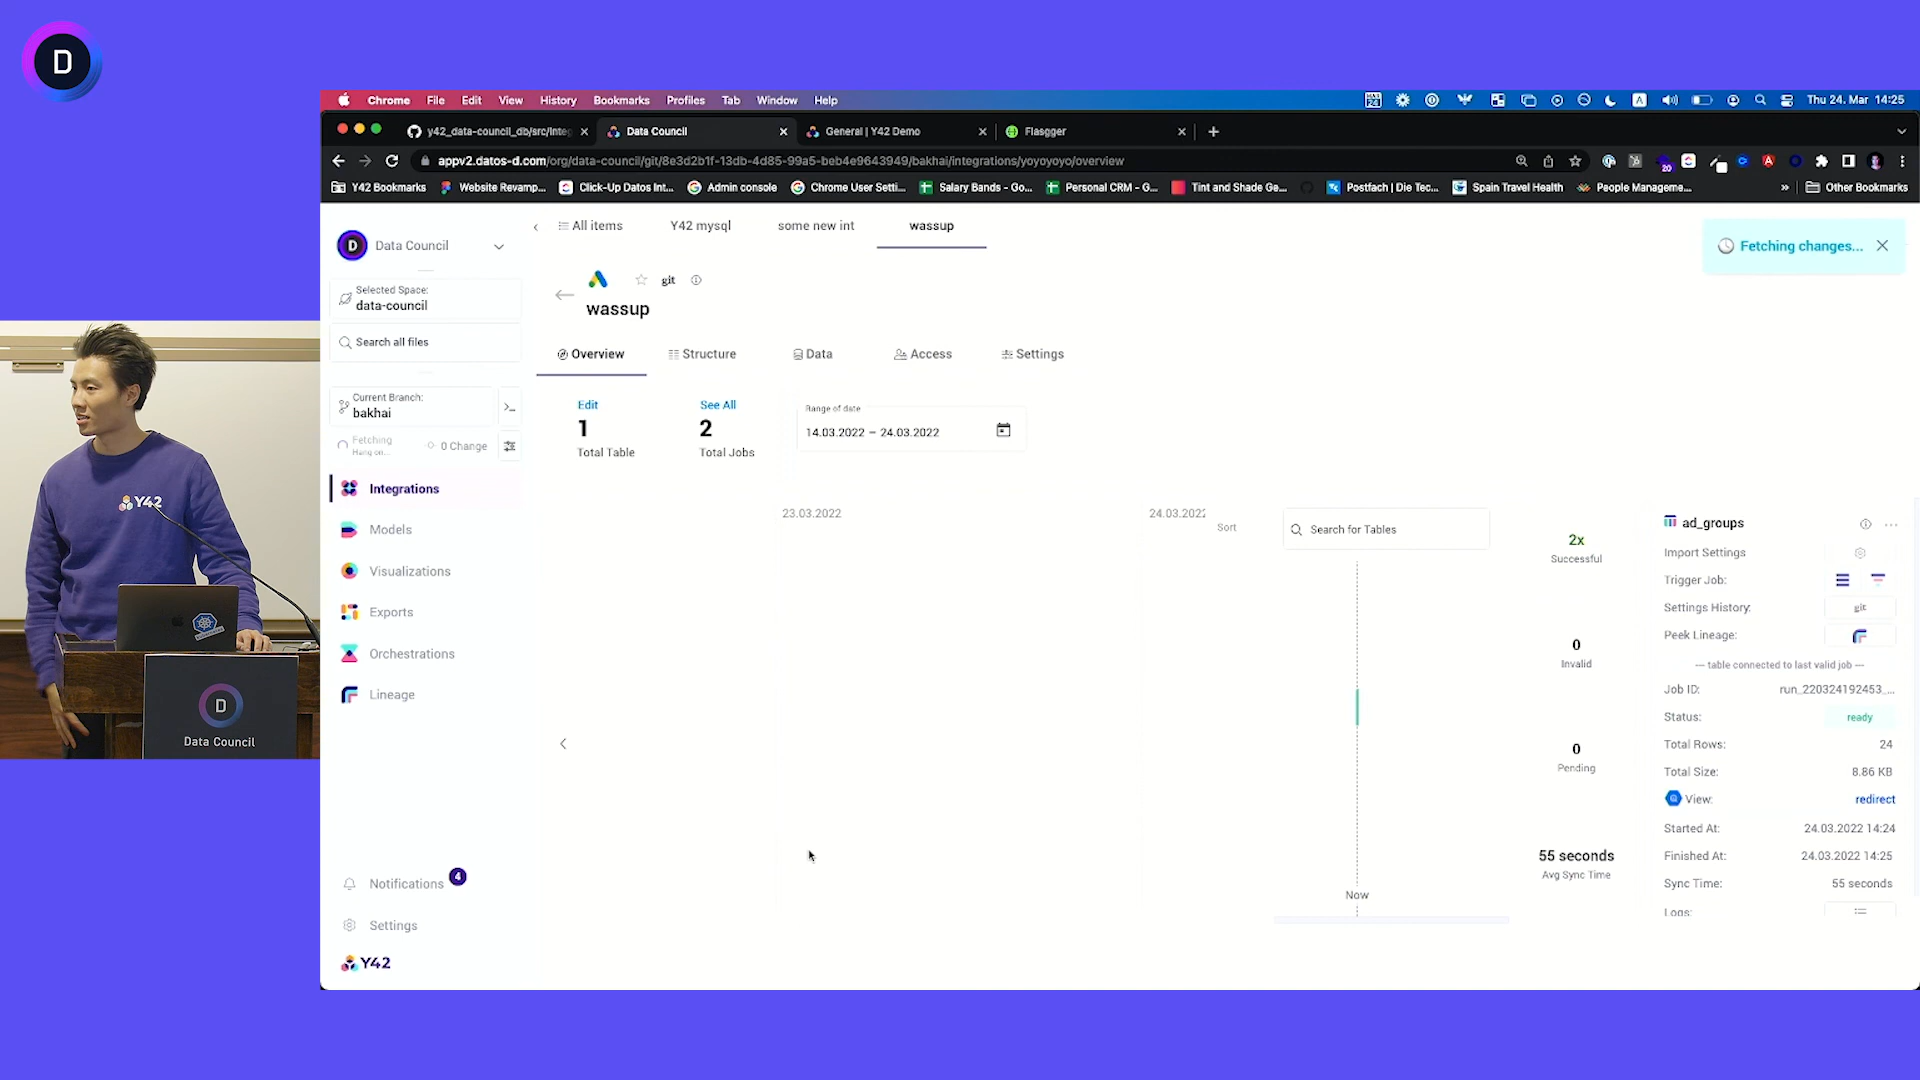 D
Chrome File Edit View History Bookmarks Profiles Tab Window Help
Thu 24. Mar 14:25
y42_data-council_db/src/integ
Data Council
General | Y42 Demo
Flasgger
appv2.datos-d.com/org/data-council/git/8e3d2b1f-13db-4d85-99a5-beb4e9643949/bakhai/integrations/yoyoyoyo/overview
20
Y42 Bookmarks
Website Revamp...
Click-Up Datos Int...
Admin console
Chrome User Setti...
Salary Bands - Go...
Personal CRM - G...
Tint and Shade Ge...
Postfach | Die Tec...
Spain Travel Health
People Manageme...
»
Other Bookmarks
D
Data Council
Selected Space:
data-council
Search all files
Current Branch:
bakhai
Fetching
Hang on...
0 Change
Integrations
Models
Visualizations
Exports
Orchestrations
Lineage
Notifications
4
Settings
Y42
All items
Y42 mysql
some new int
wassup
Fetching changes...
git
wassup
Overview
Structure
Data
Access
Settings
Edit
1
Total Table
See All
2
Total Jobs
Range of date
14.03.2022 – 24.03.2022
23.03.2022
24.03.2022
Sort
Search for Tables
Now
2x
Successful
0
Invalid
0
Pending
55 seconds
Avg Sync Time
ad_groups
Import Settings
Trigger Job:
Settings History:
git
Peek Lineage:
--- table connected to last valid job ---
Job ID:
run_220324192453_...
Status:
ready
Total Rows:
24
Total Size:
8.86 KB
View:
redirect
Started At:
24.03.2022 14:24
Finished At:
24.03.2022 14:25
Sync Time:
55 seconds
Logs:
Y42
D
Data Council